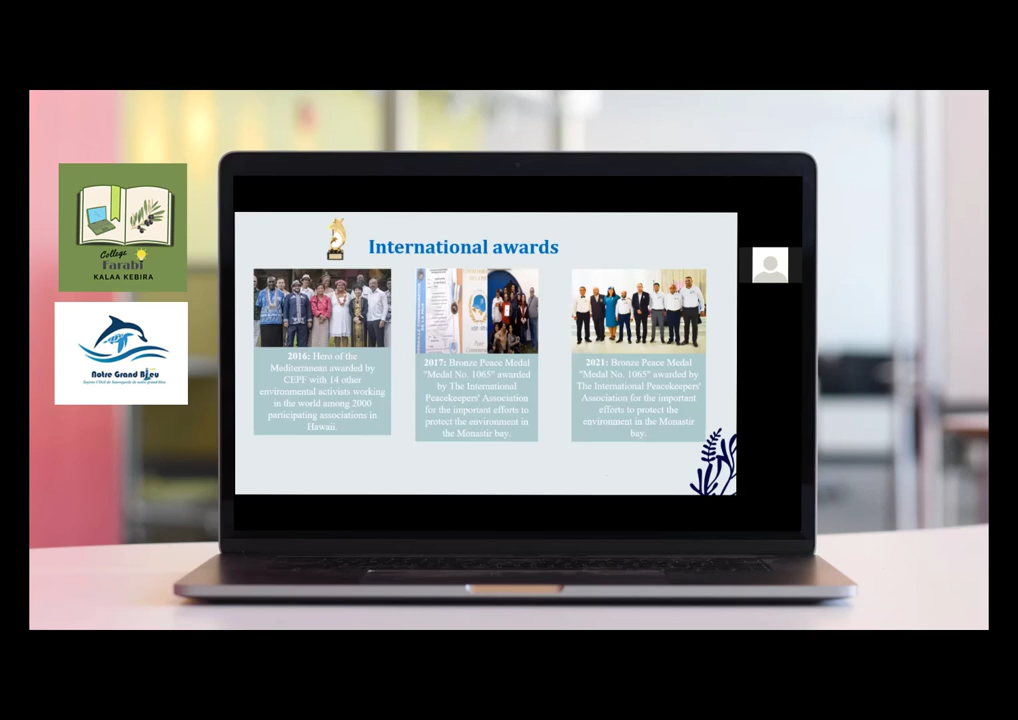 College
Farabi
KALAA KEBIRA
Notre Grand Bleu
International awards
2016: Hero of the
Mediterranean awarded by
CEPF with 14 other
environmental activists working
in the world among 2000
participating associations in
Hawaii.
2017: Bronze Peace Medal
"Medal No. 1065" awarded
by The International
Peacekeepers' Association
for the important efforts to
protect the environment in
the Monastir bay.
2021: Bronze Peace Medal
"Medal No. 1065" awarded by
The International Peacekeepers'
Association for the important
efforts to protect the
environment in the Monastir
bay.